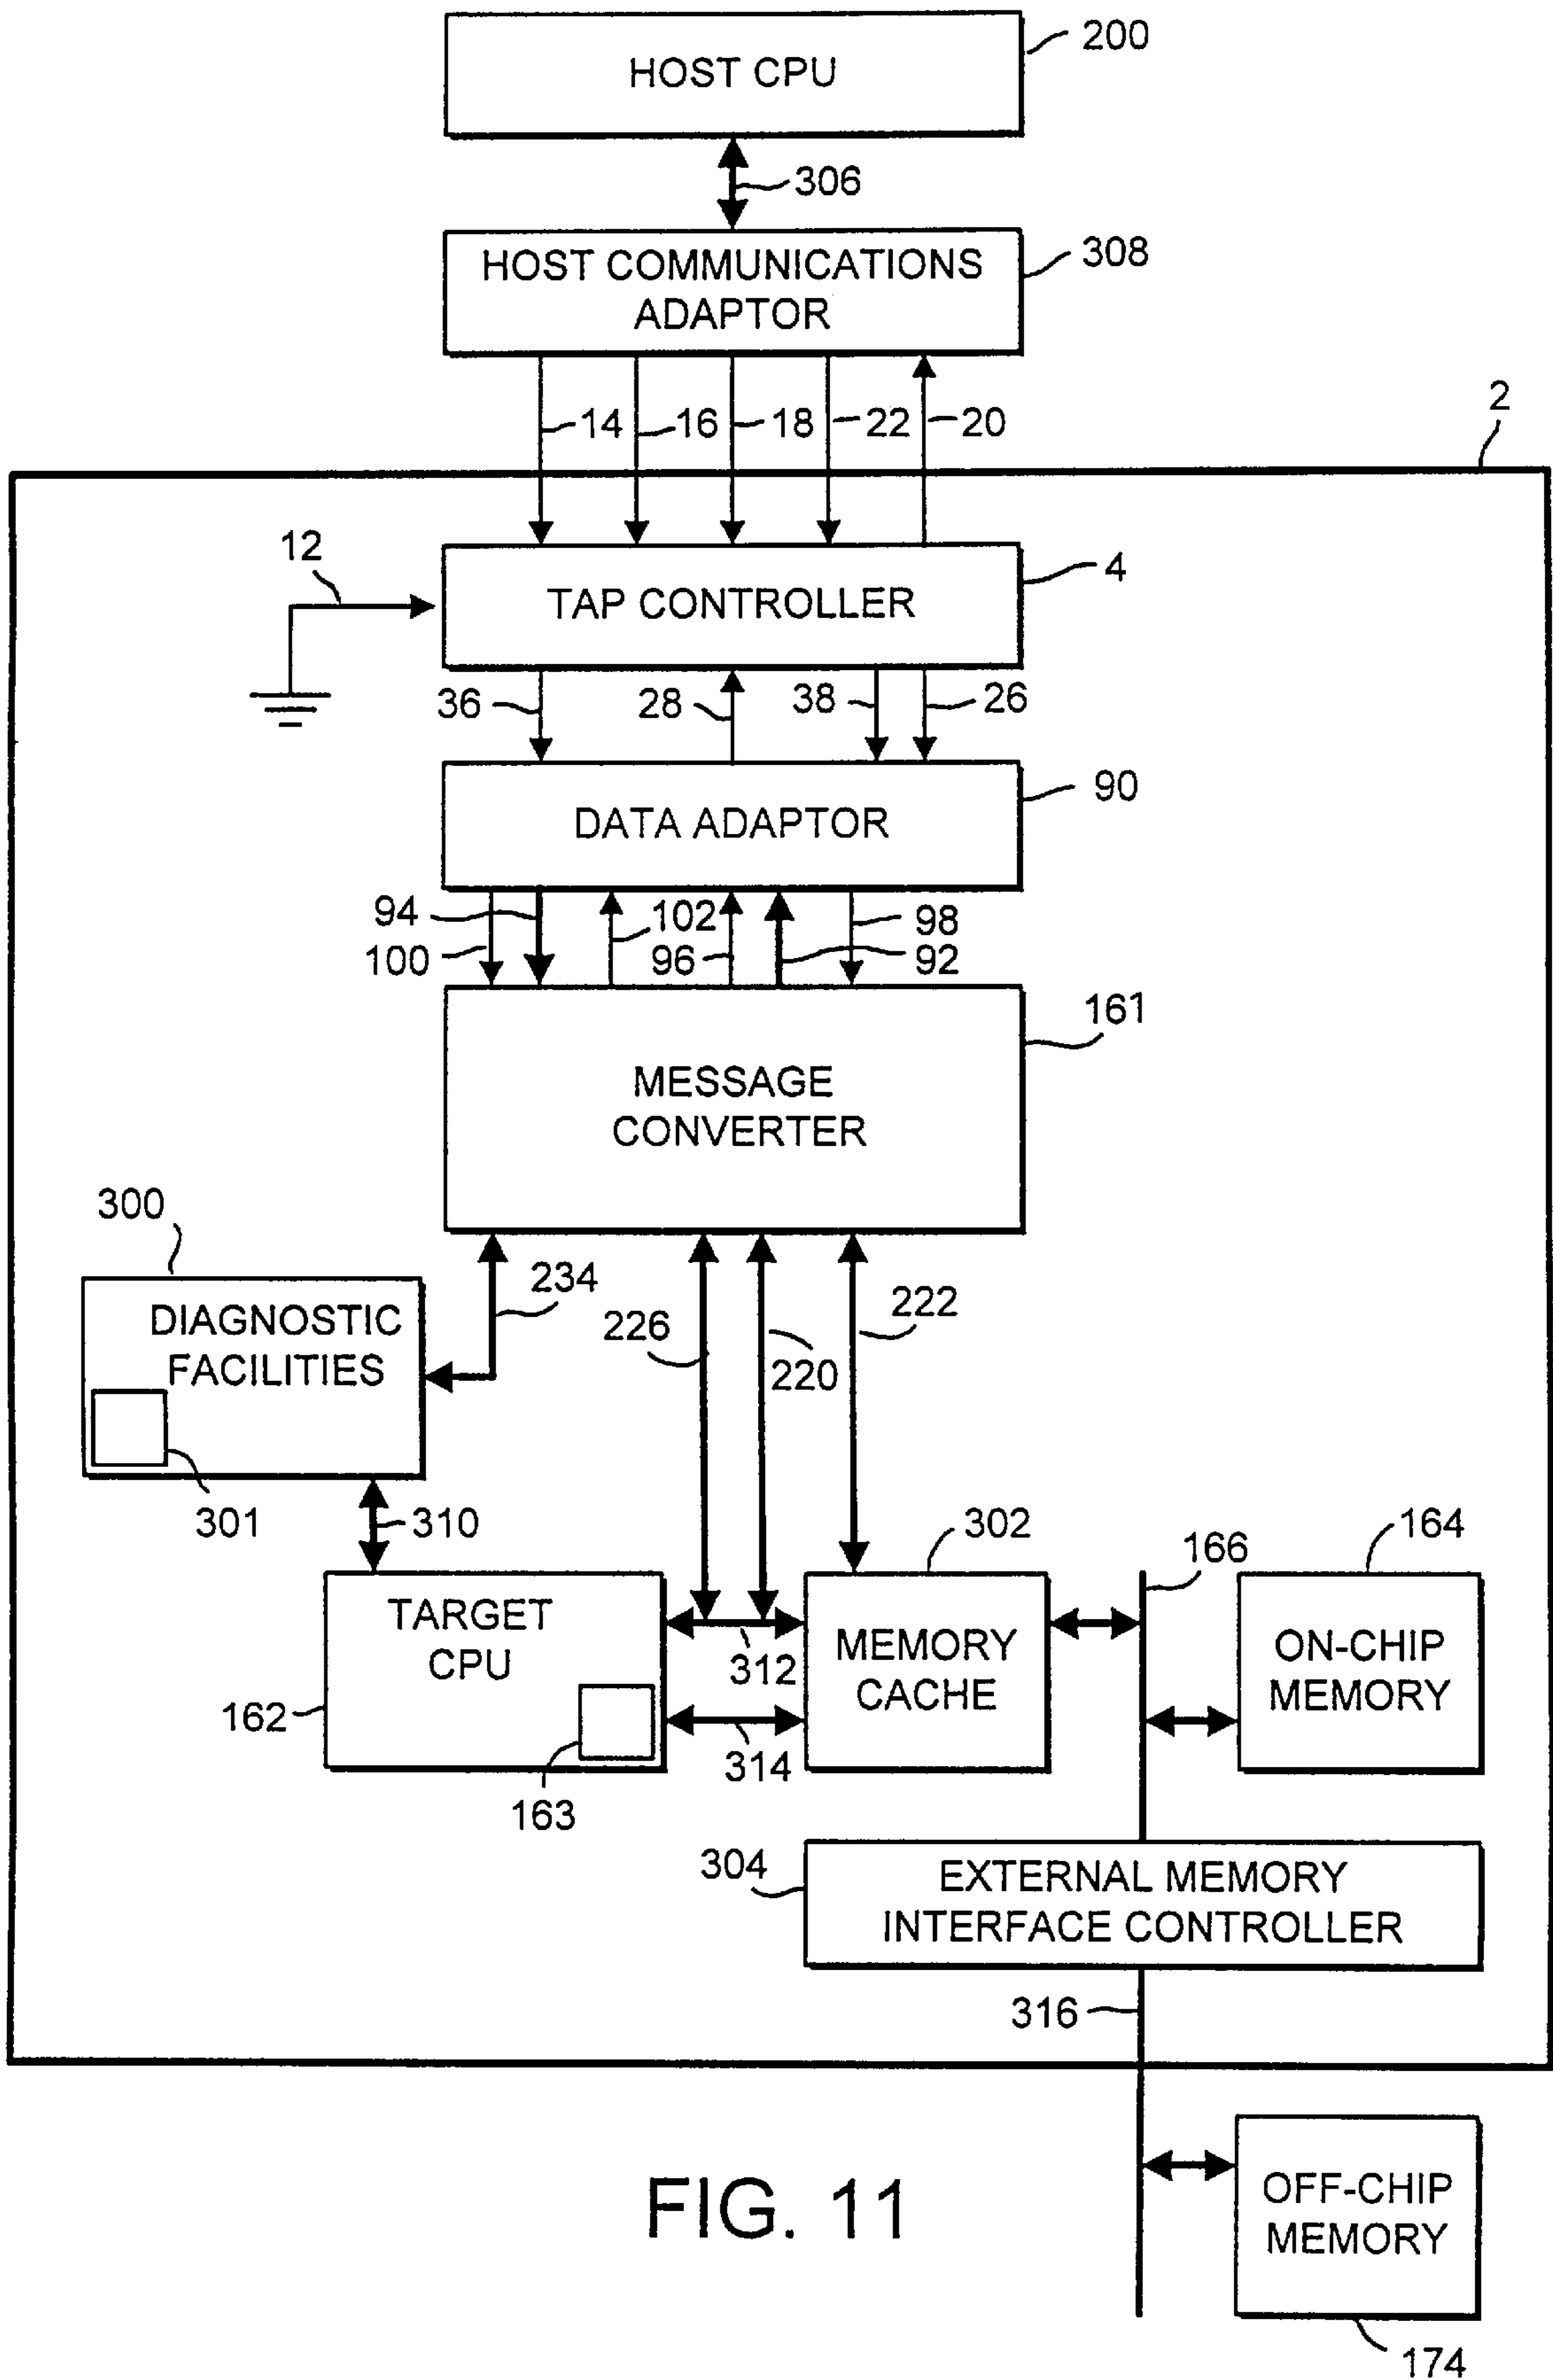 HOST CPU
200
306
HOST COMMUNICATIONS
ADAPTOR
308
14
16
18
22
20
2
12
TAP CONTROLLER
4
36
28
38
26
DATA ADAPTOR
90
94
100
102
96
92
98
MESSAGE
CONVERTER
161
300
DIAGNOSTIC
FACILITIES
301
234
226
220
222
310
TARGET
CPU
162
163
312
314
302
MEMORY
CACHE
166
164
ON-CHIP
MEMORY
304
EXTERNAL MEMORY
INTERFACE CONTROLLER
316
OFF-CHIP
MEMORY
174
FIG. 11